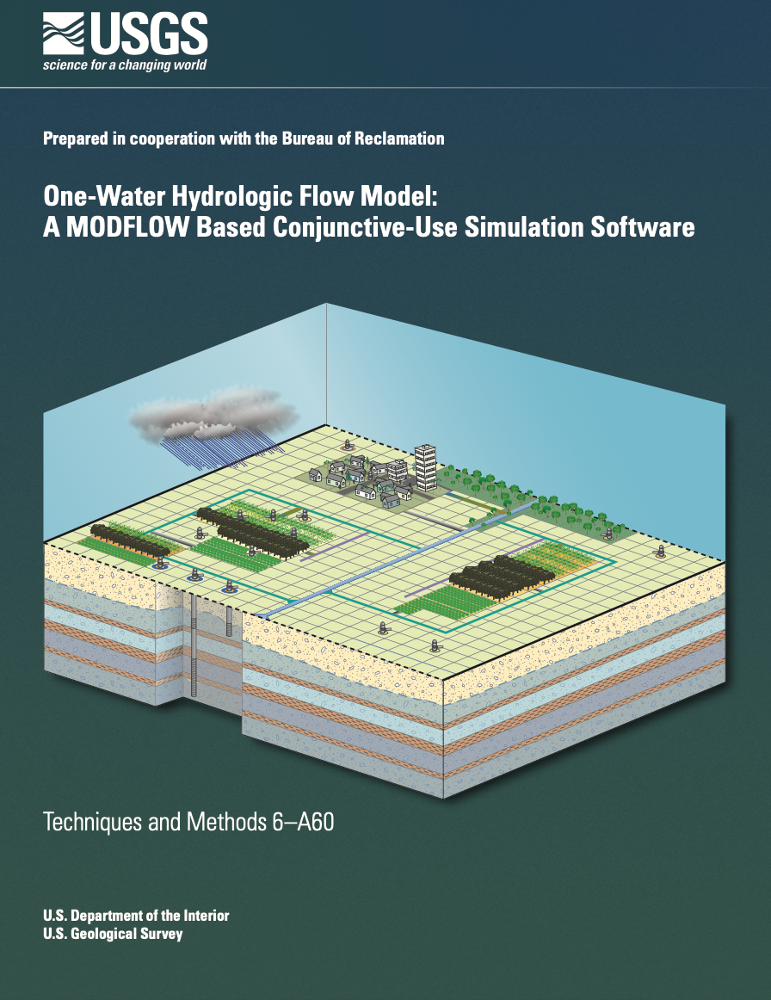 USGS
science for a changing world
Prepared in cooperation with the Bureau of Reclamation
One-Water Hydrologic Flow Model:
A MODFLOW Based Conjunctive-Use Simulation Software
Techniques and Methods 6–A60
U.S. Department of the Interior
U.S. Geological Survey